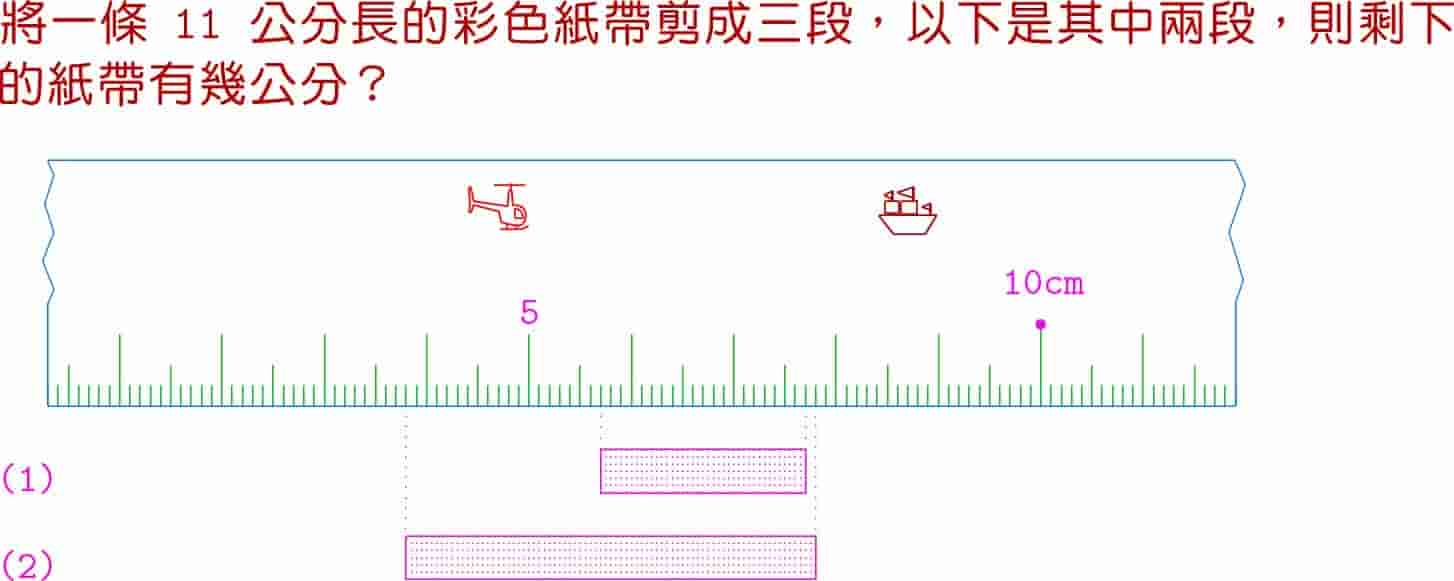 將一條 11 公分長的彩色紙帶剪成三段，以下是其中兩段，則剩下
的紙帶有幾公分？
10cm
5
(1)
(2)